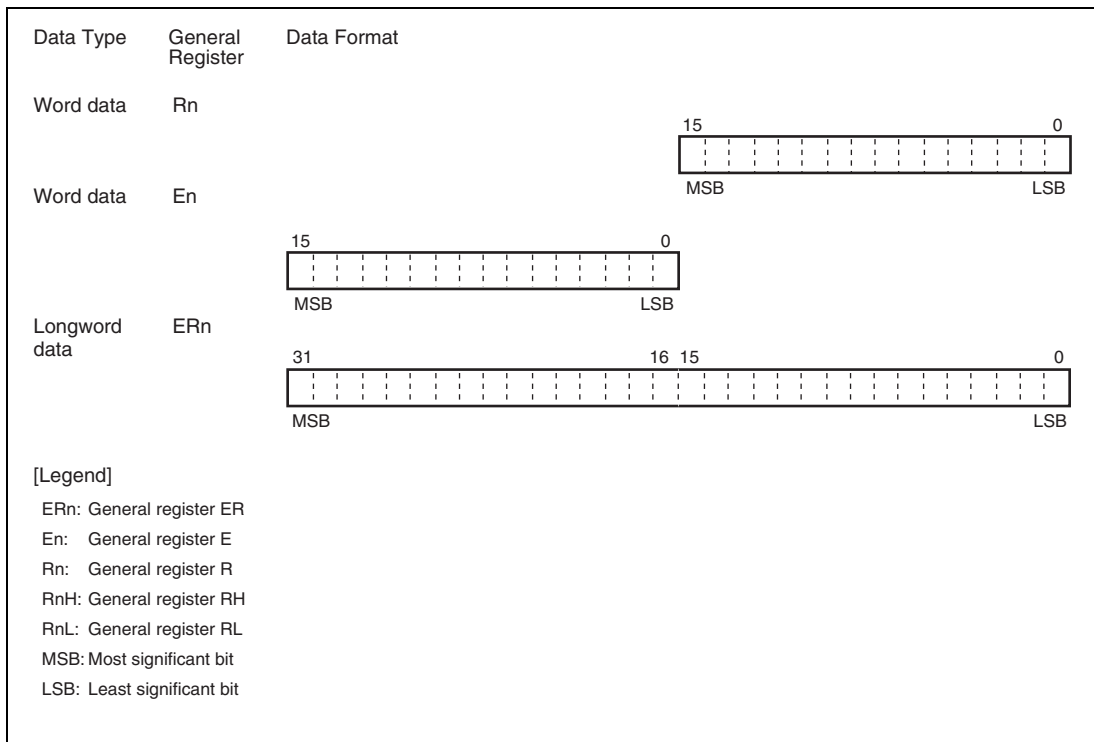 Data Type General Register Data Format
Word data Rn
15 0
MSB LSB
Word data En
15 0
MSB LSB
Longword data ERn
31 16 15 0
MSB LSB
[Legend]
ERn: General register ER
En: General register E
Rn: General register R
RnH: General register RH
RnL: General register RL
MSB: Most significant bit
LSB: Least significant bit